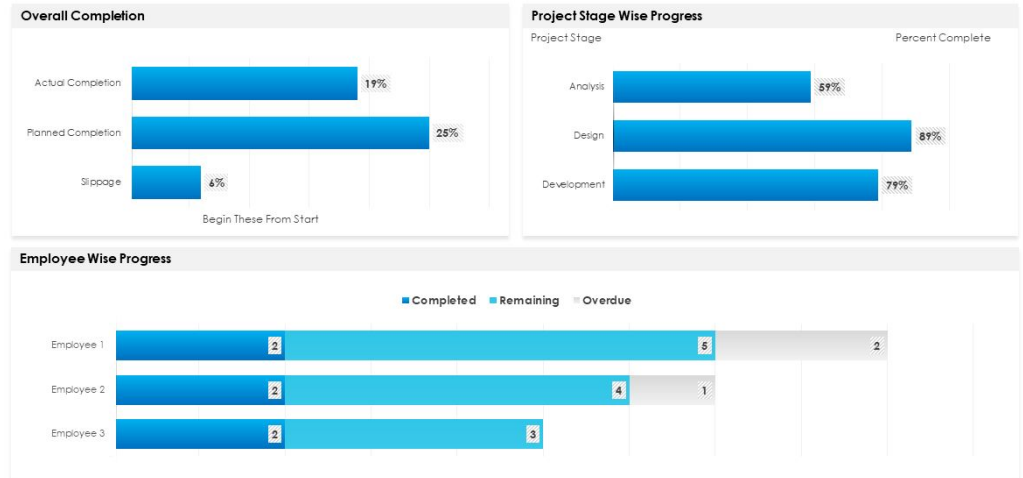 Overall Completion
Actual Completion
19%
Planned Completion
25%
Slippage
6%
Begin These From Start
Project Stage Wise Progress
Project Stage
Percent Complete
Analysis
59%
Design
89%
Development
79%
Employee Wise Progress
Completed Remaining Overdue
Employee 1
2 5 2
Employee 2
2 4 1
Employee 3
2 3